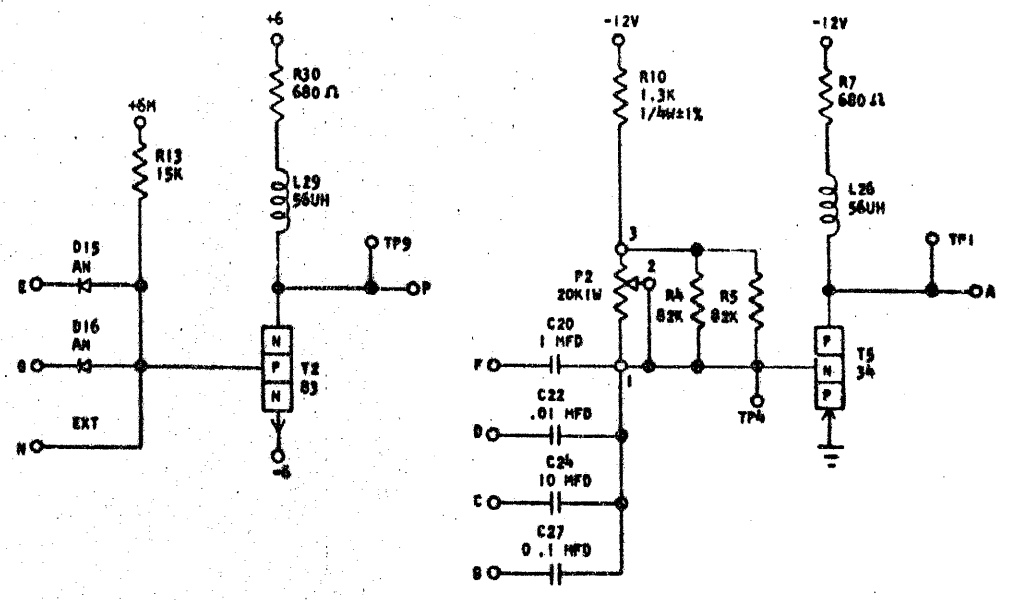 +6
R30
680 Ω
+6M
R13
15K
L29
56UH
D15
AN
E
TP9
P
D16
AN
G
N
P
N
T2
83
EXT
N
-6
-12V
R10
1.3K
1/4W±1%
-12V
R7
680 Ω
L26
56UH
3
P2
20K1W
2
R4
82K
R5
82K
TP1
A
C20
1 MFD
F
1
P
N
P
T5
34
TP4
C22
.01 MFD
D
C24
10 MFD
C
C27
0.1 MFD
B